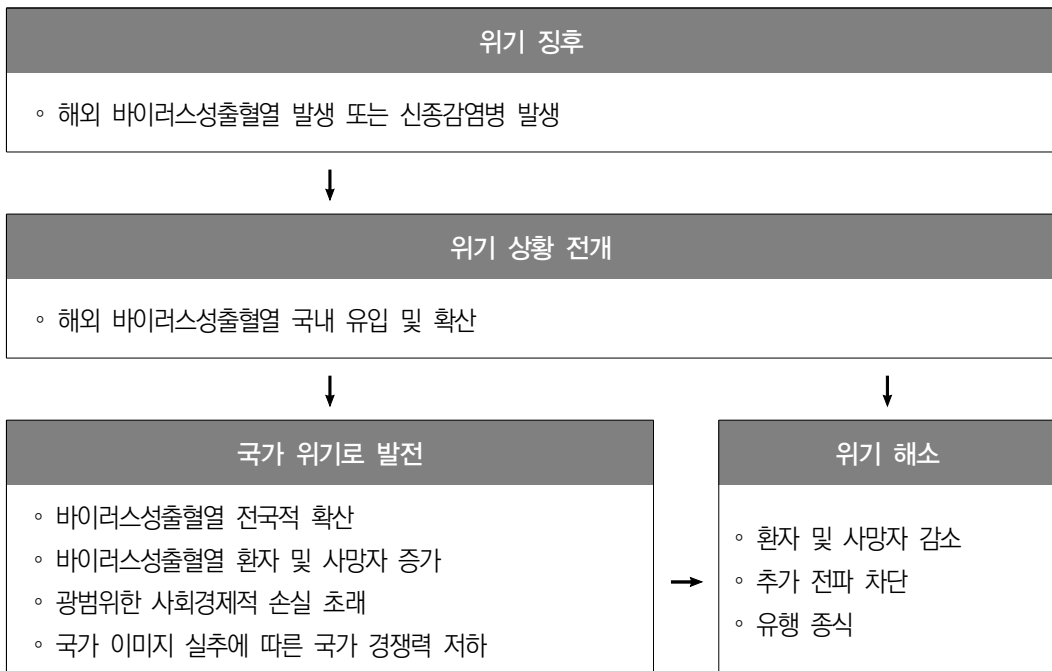 위기 징후
◦ 해외 바이러스성출혈열 발생 또는 신종감염병 발생
위기 상황 전개
◦ 해외 바이러스성출혈열 국내 유입 및 확산
국가 위기로 발전
◦ 바이러스성출혈열 전국적 확산
◦ 바이러스성출혈열 환자 및 사망자 증가
◦ 광범위한 사회경제적 손실 초래
◦ 국가 이미지 실추에 따른 국가 경쟁력 저하
위기 해소
◦ 환자 및 사망자 감소
◦ 추가 전파 차단
◦ 유행 종식